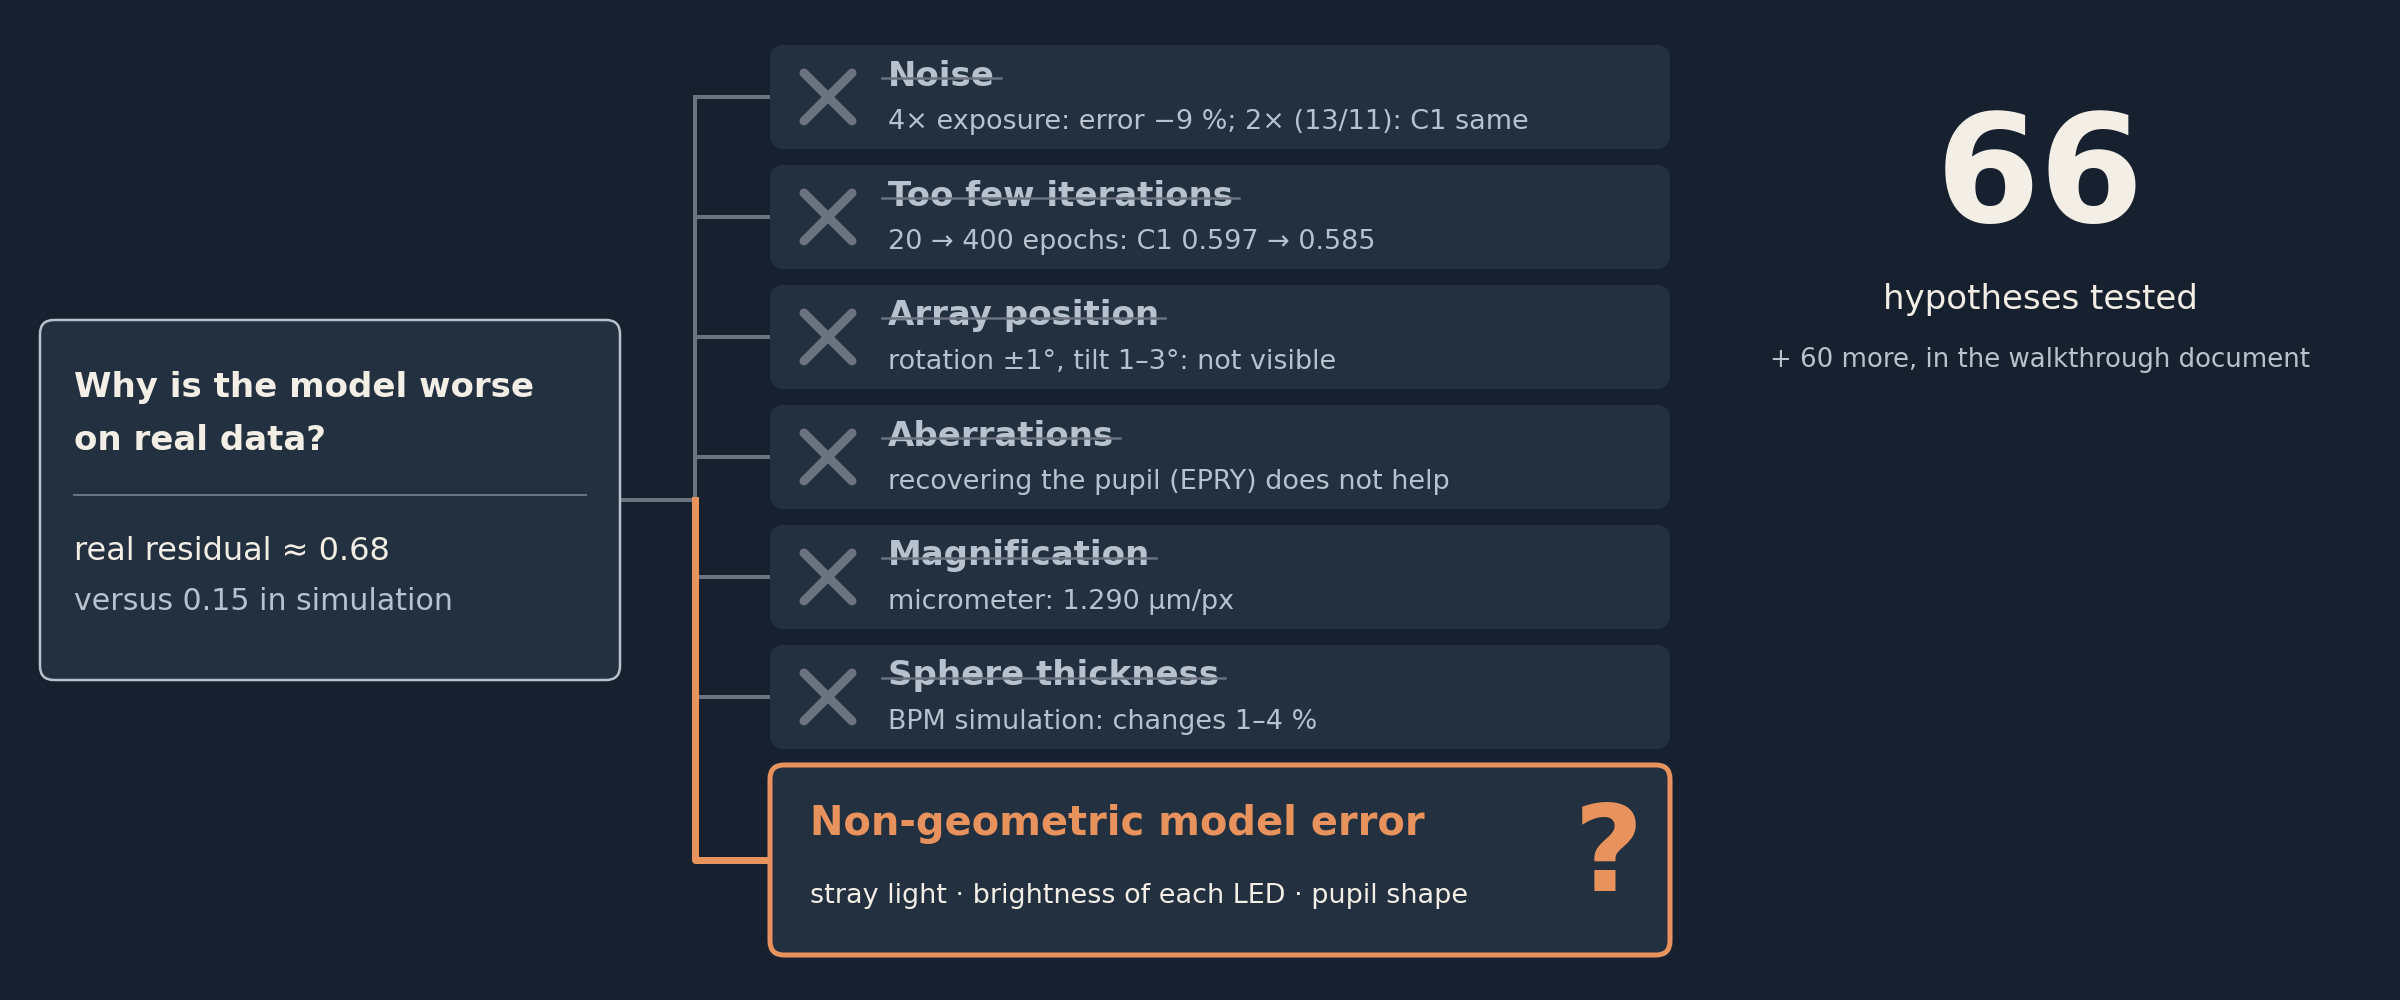 Why is the model worse
on real data?
real residual ≈ 0.68
versus 0.15 in simulation
Noise
4× exposure: error −9 %; 2× (13/11): C1 same
Too few iterations
20 → 400 epochs: C1 0.597 → 0.585
Array position
rotation ±1°, tilt 1–3°: not visible
Aberrations
recovering the pupil (EPRY) does not help
Magnification
micrometer: 1.290 µm/px
Sphere thickness
BPM simulation: changes 1–4 %
Non-geometric model error
stray light · brightness of each LED · pupil shape
?
66
hypotheses tested
+ 60 more, in the walkthrough document